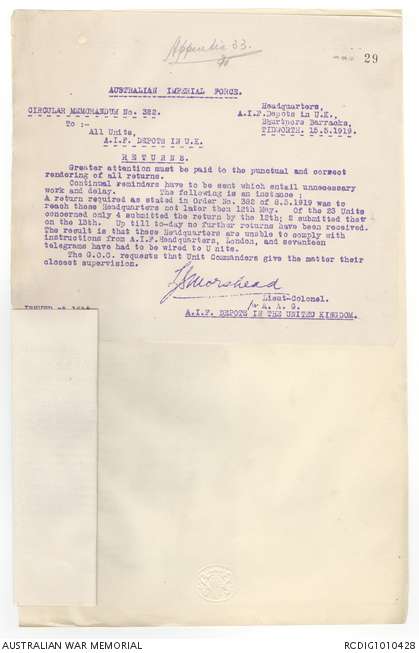 Appendix 33.
29
AUSTRALIAN IMPERIAL FORCE.
CIRCULAR MEMORANDUM No. 382.
Headquarters,
A.I.F. Depots in U.K.,
Bhurtpore Barracks,
TIDWORTH. 15.5.1919.
To :-
All Units,
A.I.F. DEPOTS IN U.K.
RETURNS.
Greater attention must be paid to the punctual and correct
rendering of all returns.
Continual reminders have to be sent which entail unnecessary
work and delay. The following is an instance :
A return required as stated in Order No. 382 of 8.5.1919 was to
reach these Headquarters not later than 12th May. Of the 23 Units
concerned only 4 submitted the return by the 12th; 2 submitted them
on the 13th. Up till to-day no further returns have been received.
The result is that these Headquarters are unable to comply with
instructions from A.I.F.Headquarters, London, and seventeen
telegrams have had to be wired to U nits.
The G.O.C. requests that Unit Commanders give the matter their
closest supervision.
LJMorshead
Lieut-Colonel.
for A. A. G.
A.I.F. DEPOTS IN THE UNITED KINGDOM.
AUSTRALIAN WAR MEMORIAL
RCDIG1010428